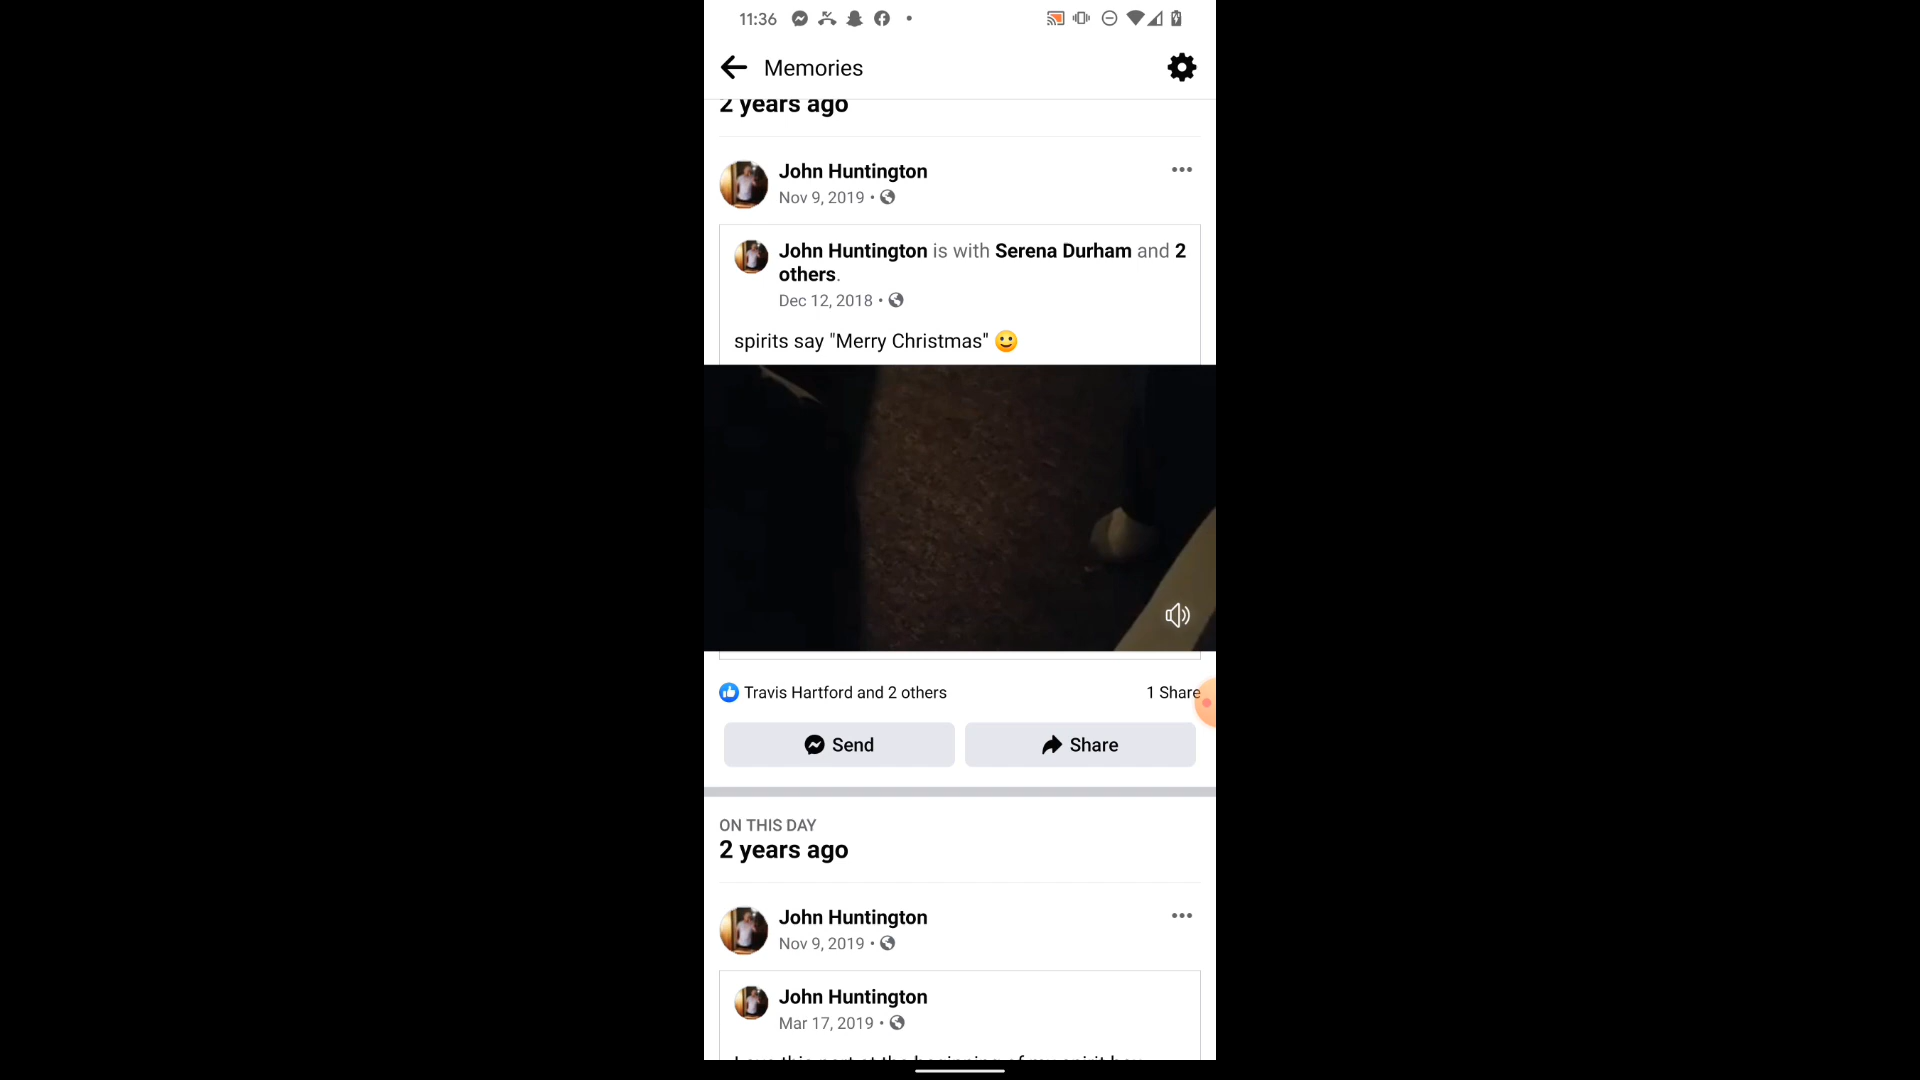 11:36
Memories
2 years ago
John Huntington
Nov 9, 2019 •
John Huntington is with Serena Durham and 2
others.
Dec 12, 2018 •
spirits say "Merry Christmas" 🙂
Travis Hartford and 2 others
1 Share
Send
Share
ON THIS DAY
2 years ago
John Huntington
Nov 9, 2019 •
John Huntington
Mar 17, 2019 •